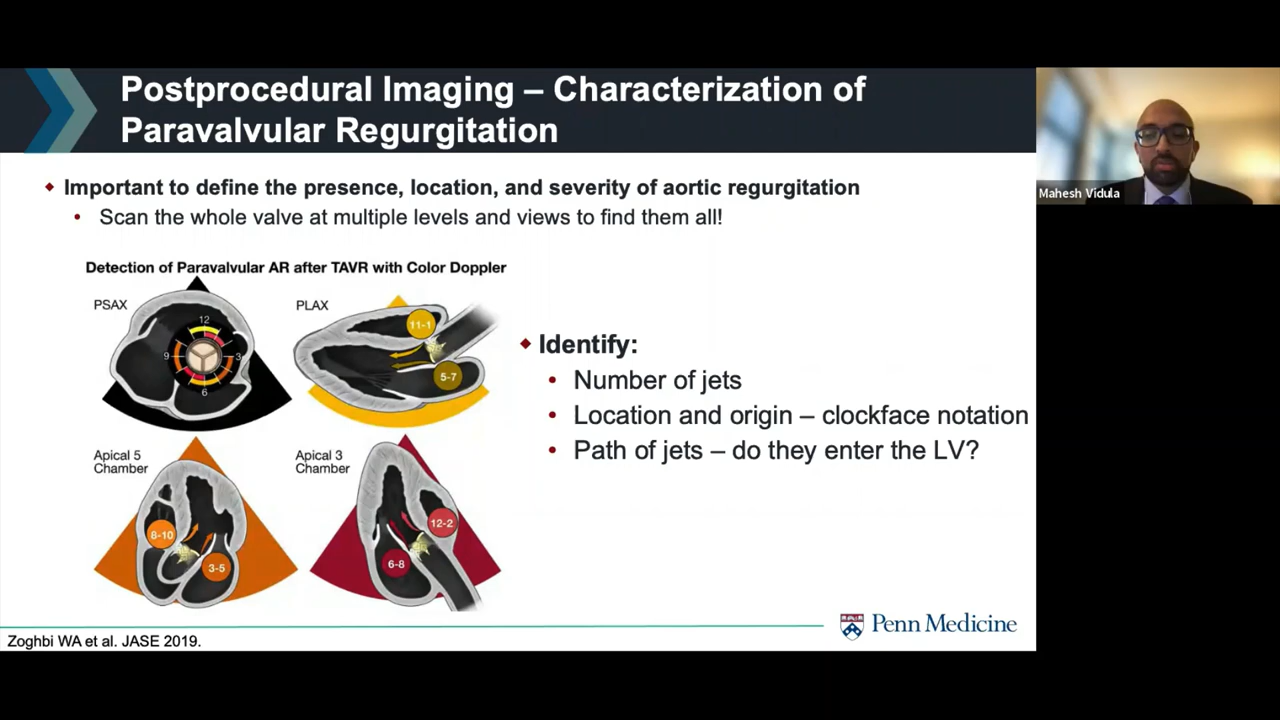 Postprocedural Imaging – Characterization of
Paravalvular Regurgitation
Mahesh Vidula
Important to define the presence, location, and severity of aortic regurgitation
• Scan the whole valve at multiple levels and views to find them all!
Detection of Paravalvular AR after TAVR with Color Doppler
PSAX
12
9
3
6
PLAX
11-1
5-7
Apical 5
Chamber
8-10
3-5
Apical 3
Chamber
12-2
6-8
Identify:
• Number of jets
• Location and origin – clockface notation
• Path of jets – do they enter the LV?
Penn Medicine
Zoghbi WA et al. JASE 2019.